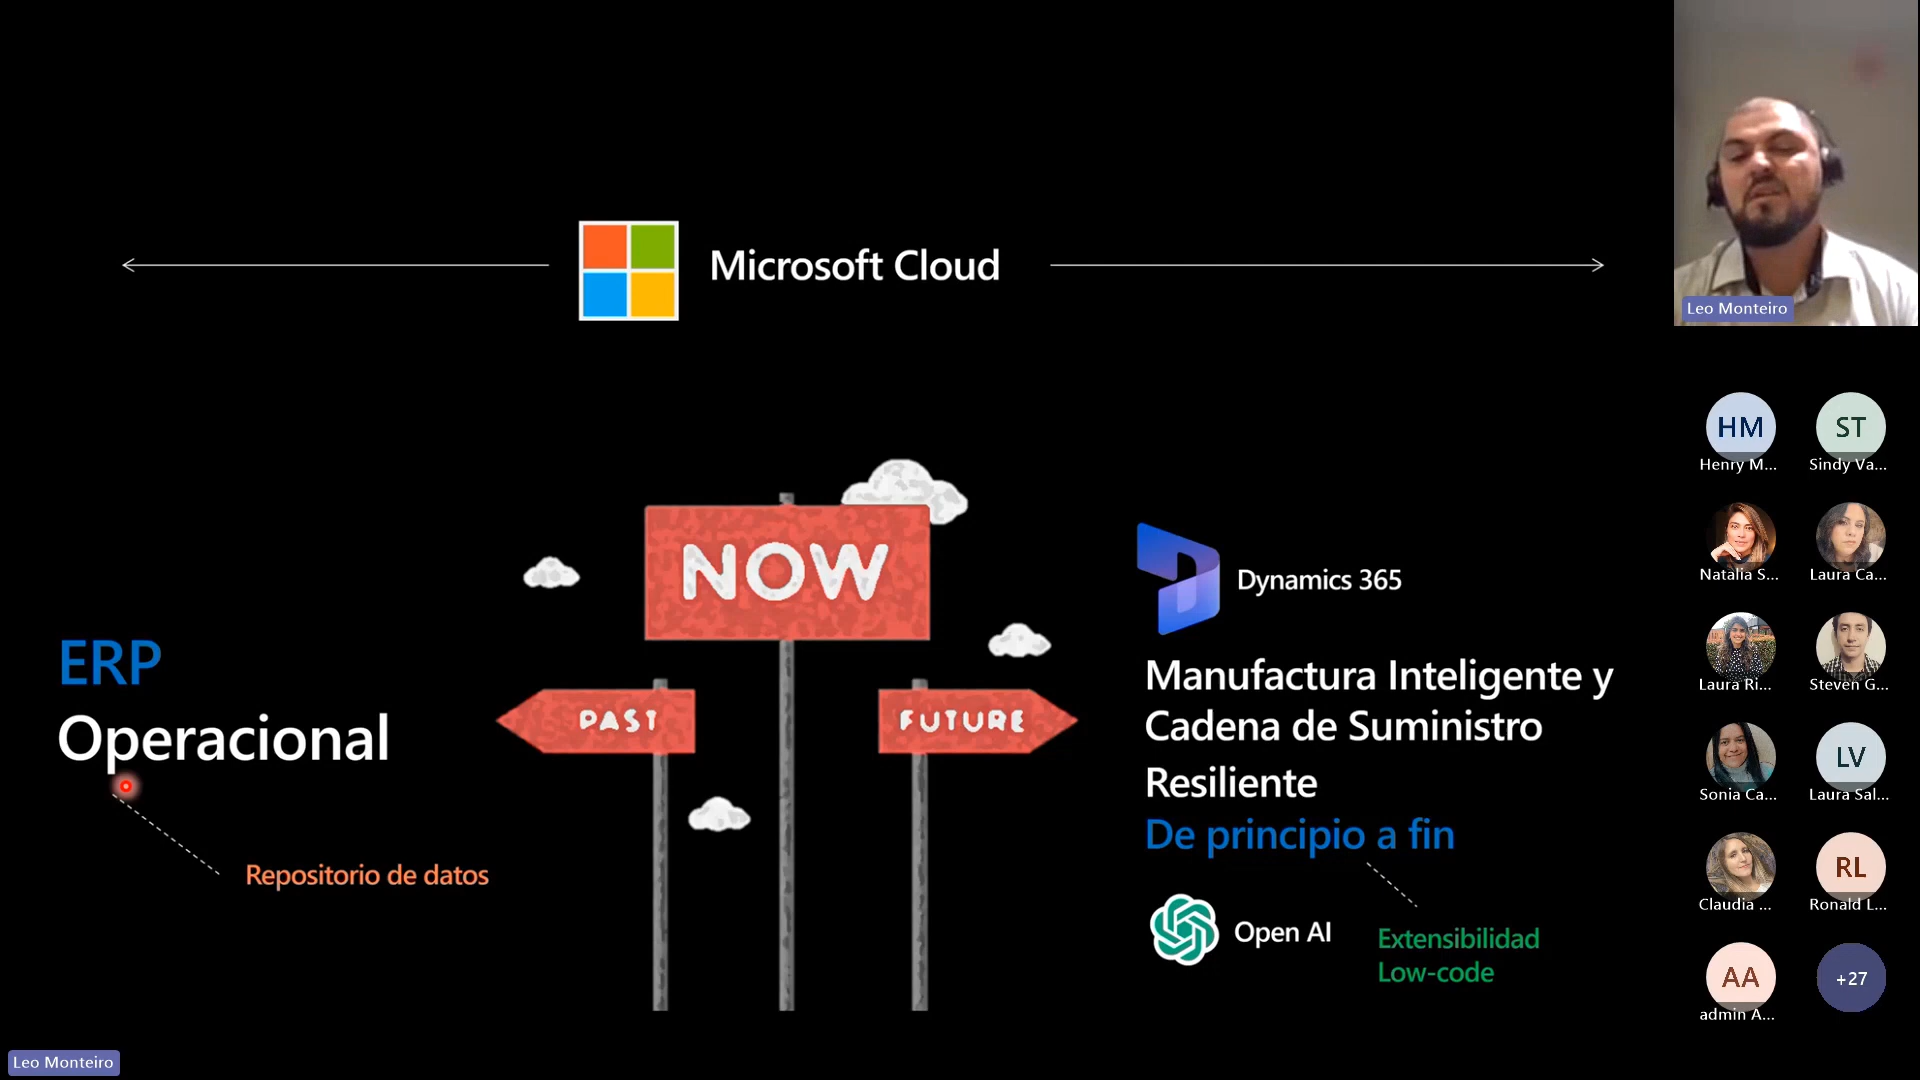 Microsoft Cloud
NOW
PAST
FUTURE
ERP
Operacional
Repositorio de datos
Dynamics 365
Manufactura Inteligente y
Cadena de Suministro
Resiliente
De principio a fin
Open AI
Extensibilidad
Low-code
Leo Monteiro
HM
Henry M...
ST
Sindy Va...
Natalia S...
Laura Ca...
Laura Ri...
Steven G...
Sonia Ca...
LV
Laura Sal...
Claudia ...
RL
Ronald L...
AA
admin A...
+27
Leo Monteiro